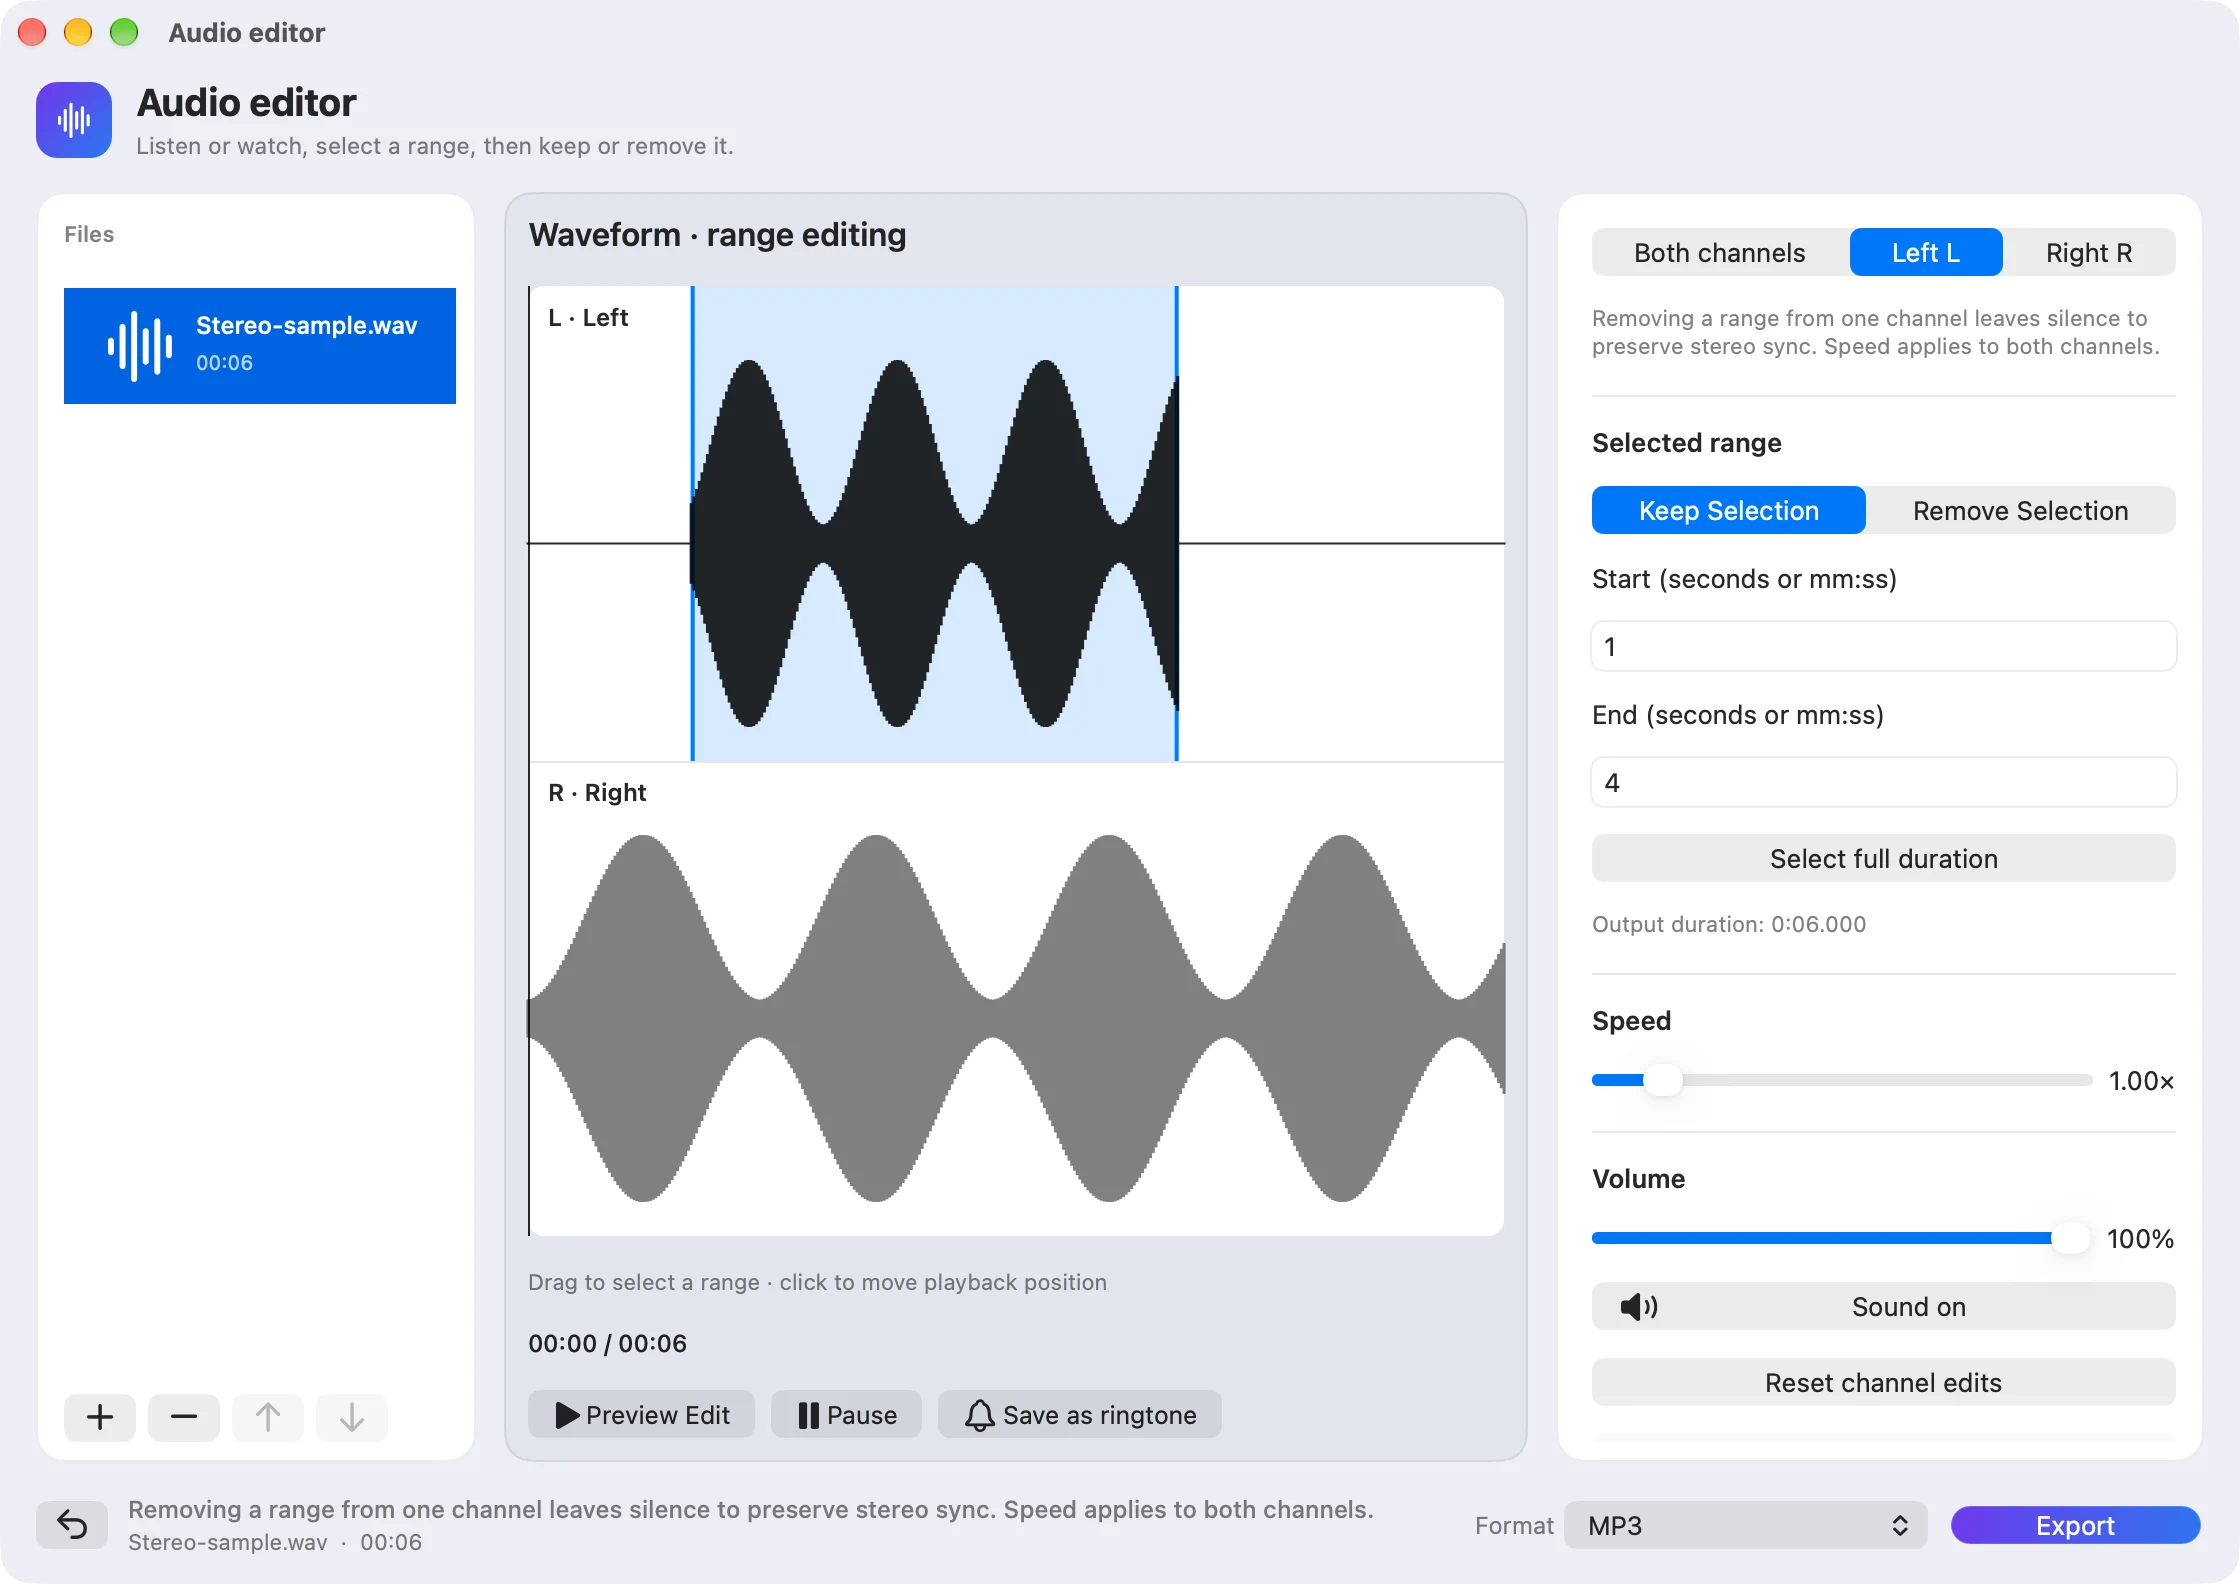 Audio editor
Audio editor
Listen or watch, select a range, then keep or remove it.
Files
Stereo-sample.wav
00:06
Waveform · range editing
L · Left
R · Right
Drag to select a range · click to move playback position
00:00 / 00:06
Preview Edit
Pause
Save as ringtone
Both channels
Left L
Right R
Removing a range from one channel leaves silence to
preserve stereo sync. Speed applies to both channels.
Selected range
Keep Selection
Remove Selection
Start (seconds or mm:ss)
1
End (seconds or mm:ss)
4
Select full duration
Output duration: 0:06.000
Speed
1.00×
Volume
100%
Sound on
Reset channel edits
Removing a range from one channel leaves silence to preserve stereo sync. Speed applies to both channels.
Stereo-sample.wav · 00:06
Format
MP3
Export